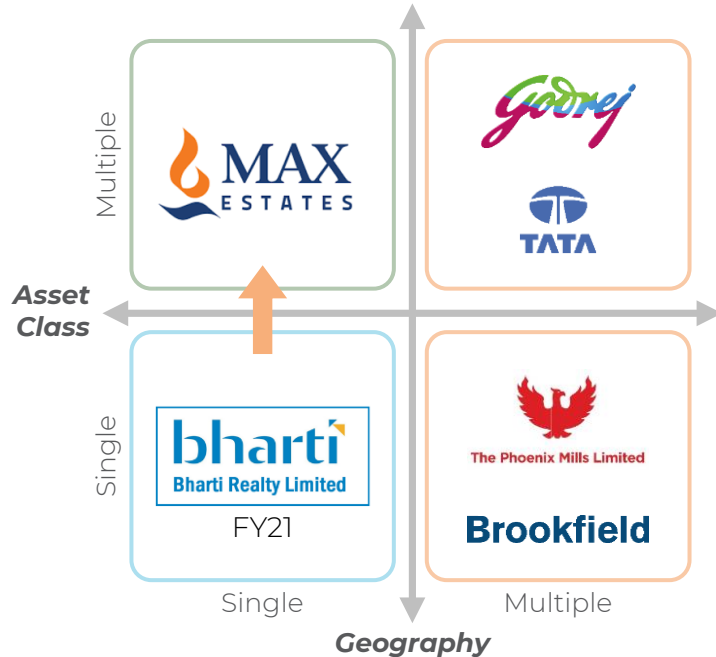 Multiple
MAX
ESTATES
Godrej
TATA
Asset
Class
Single
bharti
Bharti Realty Limited
FY21
The Phoenix Mills Limited
Brookfield
Single
Multiple
Geography